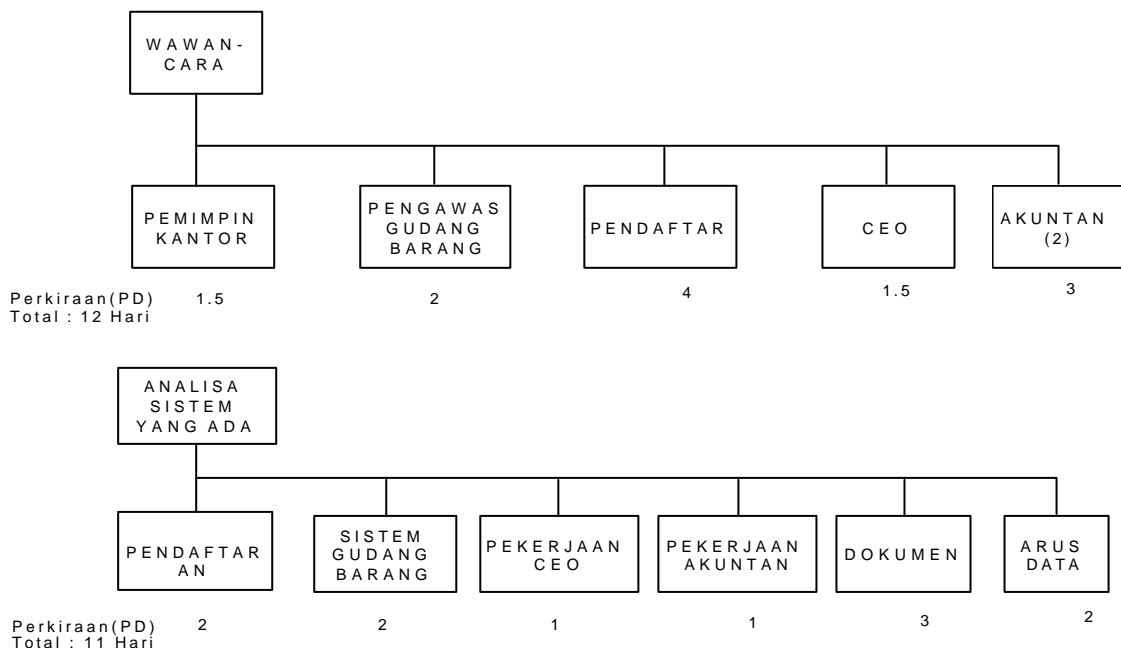 WAWAN-
CARA
PEMIMPIN
KANTOR
PENGAWAS
GUDANG
BARANG
PENDAFTAR
CEO
AKUNTAN
(2)
Perkiraan(PD) 1.5 2 4 1.5 3
Total : 12 Hari
ANALISA
SISTEM
YANG ADA
PENDAFTAR
AN
SISTEM
GUDANG
BARANG
PEKERJAAN
CEO
PEKERJAAN
AKUNTAN
DOKUMEN
ARUS
DATA
Perkiraan(PD) 2 2 1 1 3 2
Total : 11 Hari